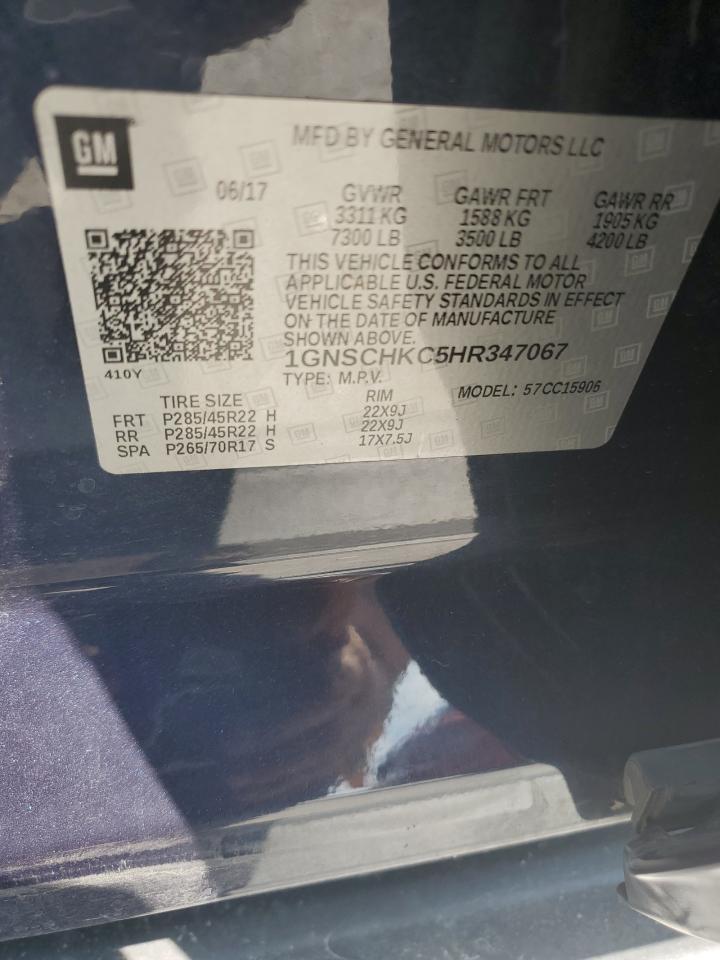 GM
MFD BY GENERAL MOTORS LLC
06/17 GVWR GAWR FRT GAWR RR
3311 KG 1588 KG 1905 KG
7300 LB 3500 LB 4200 LB
THIS VEHICLE CONFORMS TO ALL
APPLICABLE U.S. FEDERAL MOTOR
VEHICLE SAFETY STANDARDS IN EFFECT
ON THE DATE OF MANUFACTURE
SHOWN ABOVE.
1GNSCHKC5HR347067
410Y
TYPE: M.P.V. MODEL: 57CC15906
TIRE SIZE RIM
FRT P285/45R22 H 22X9J
RR P285/45R22 H 22X9J
SPA P265/70R17 S 17X7.5J